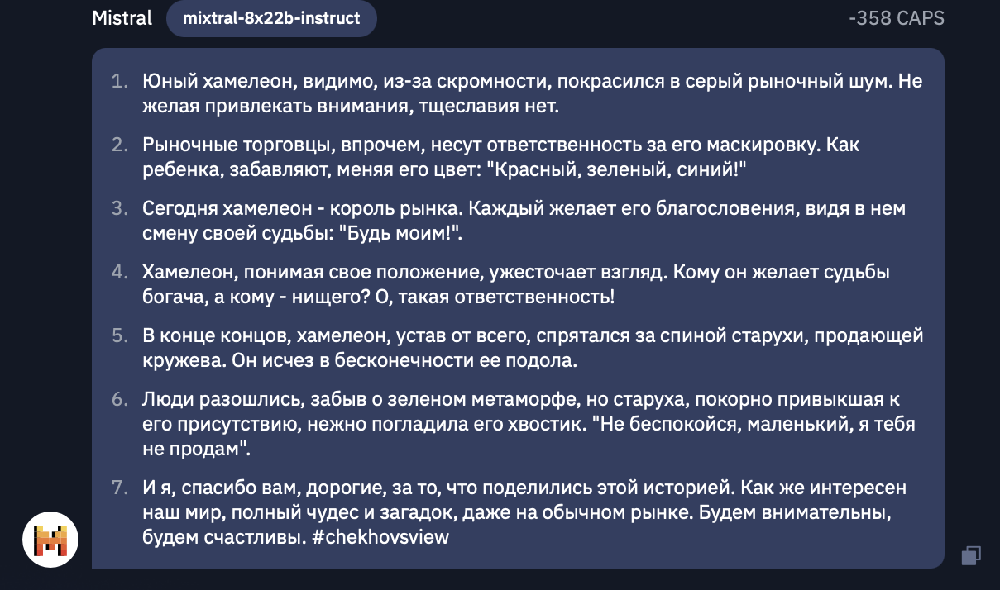 Mistral mixtral-8x22b-instruct -358 CAPS
1. Юный хамелеон, видимо, из-за скромности, покрасился в серый рыночный шум. Не
желая привлекать внимания, тщеславия нет.
2. Рыночные торговцы, впрочем, несут ответственность за его маскировку. Как
ребенка, забавляют, меняя его цвет: "Красный, зеленый, синий!"
3. Сегодня хамелеон - король рынка. Каждый желает его благословения, видя в нем
смену своей судьбы: "Будь моим!".
4. Хамелеон, понимая свое положение, ужесточает взгляд. Кому он желает судьбы
богача, а кому - нищего? О, такая ответственность!
5. В конце концов, хамелеон, устав от всего, спрятался за спиной старухи, продающей
кружева. Он исчез в бесконечности ее подола.
6. Люди разошлись, забыв о зеленом метаморфе, но старуха, покорно привыкшая к
его присутствию, нежно погладила его хвостик. "Не беспокойся, маленький, я тебя
не продам".
7. И я, спасибо вам, дорогие, за то, что поделились этой историей. Как же интересен
наш мир, полный чудес и загадок, даже на обычном рынке. Будем внимательны,
будем счастливы. #chekhovsview